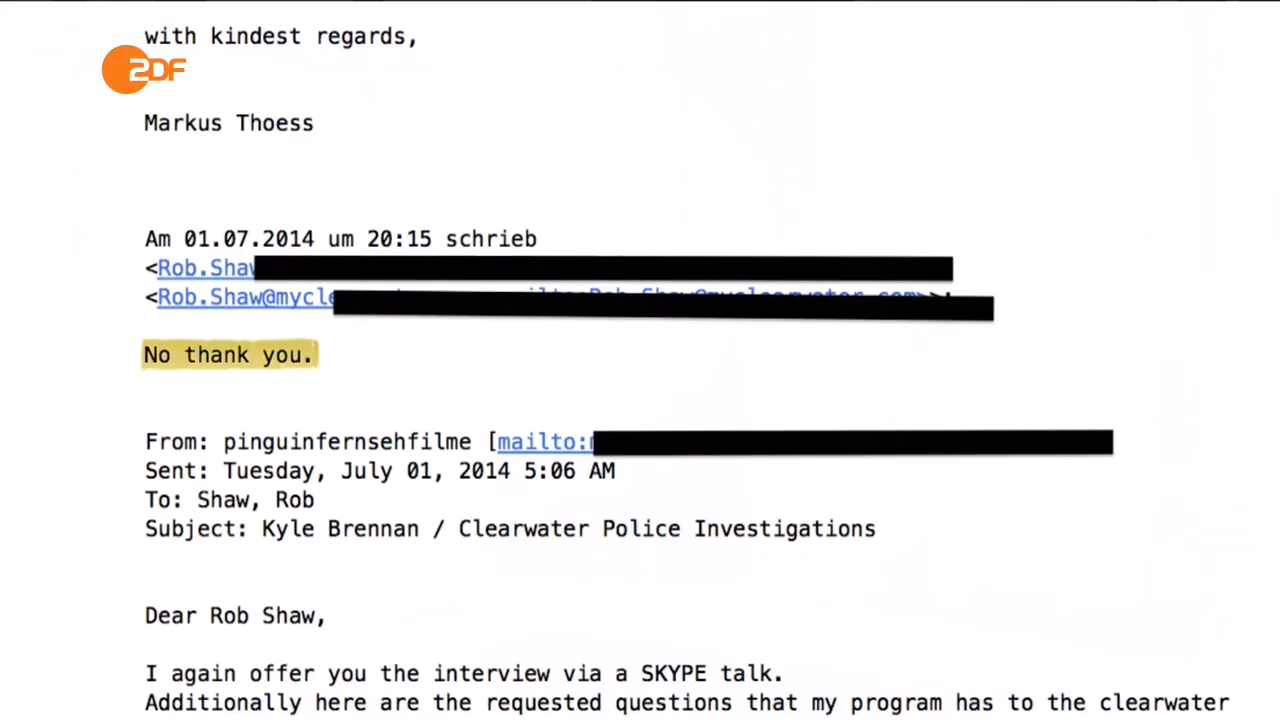 with kindest regards,
ZDF
Markus Thoess
Am 01.07.2014 um 20:15 schrieb
<Rob.Shaw
<Rob.Shaw@mycle
No thank you.
From: pinguinfernsehfilme [mailto:
Sent: Tuesday, July 01, 2014 5:06 AM
To: Shaw, Rob
Subject: Kyle Brennan / Clearwater Police Investigations
Dear Rob Shaw,
I again offer you the interview via a SKYPE talk.
Additionally here are the requested questions that my program has to the clearwater